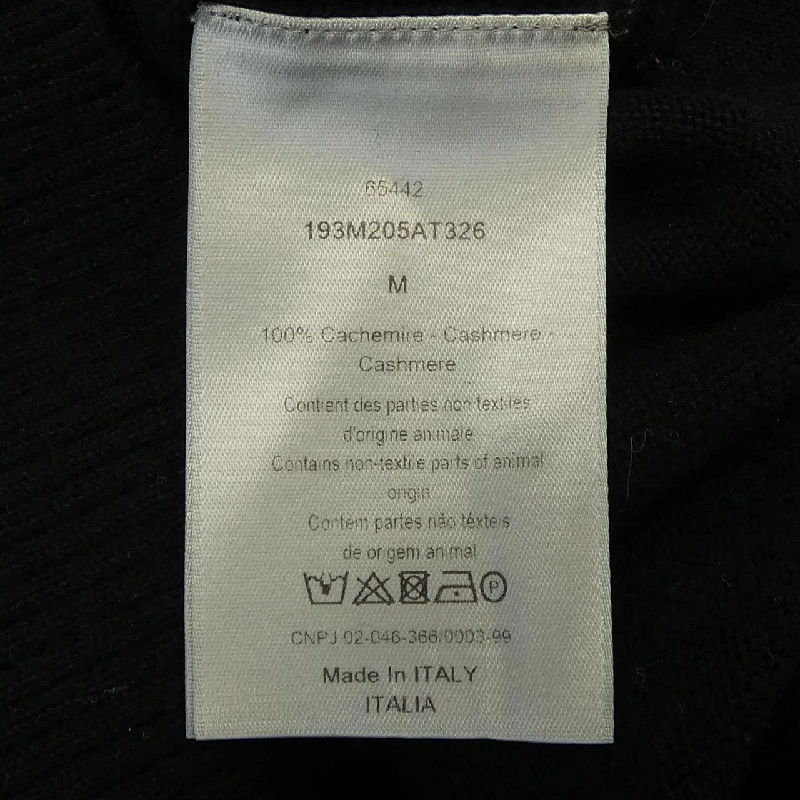 65442
193M205AT326
M
100% Cachemire - Cashmere -
Cashmere
Contient des parties non textiles
d'origine animale
Contains non-textile parts of animal
origin
Contem partes não têxteis
de origem animal
P
CNPJ 02-046-366/0003-99
Made In ITALY
ITALIA